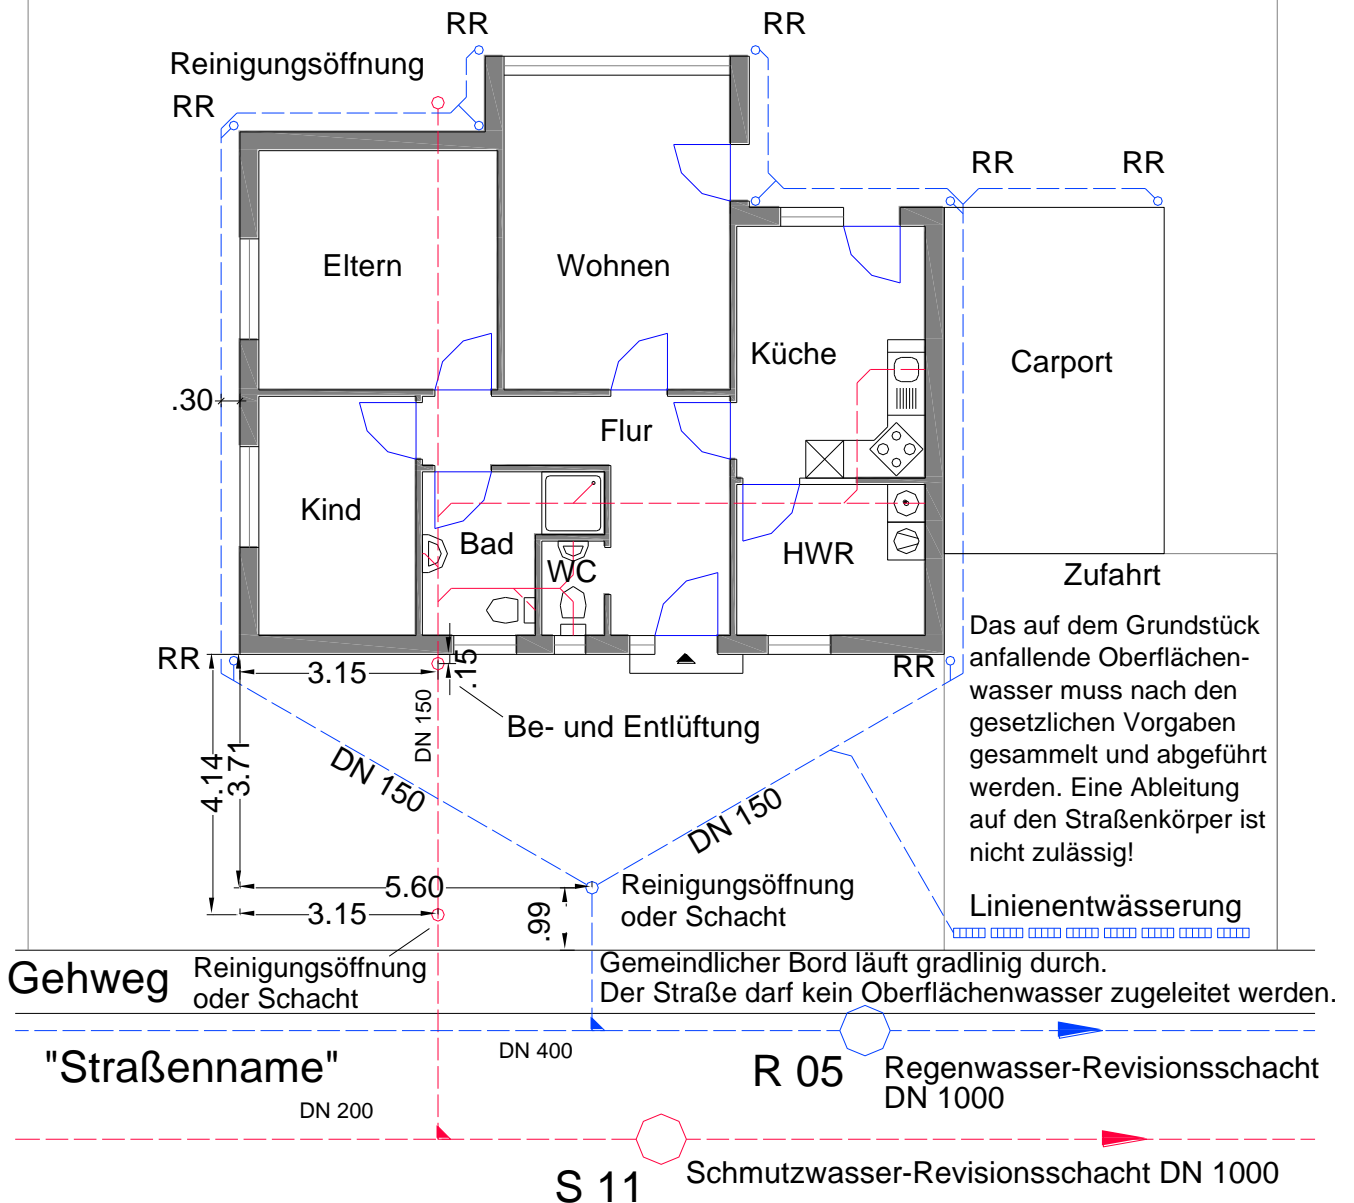 RR
RR
Reinigungsöffnung
RR
RR
RR
Eltern
Wohnen
Küche
Carport
.30
Flur
Kind
Bad
WC
HWR
Zufahrt
Das auf dem Grundstück
anfallende Oberflächen-
wasser muss nach den
gesetzlichen Vorgaben
gesammelt und abgeführt
werden. Eine Ableitung
auf den Straßenkörper ist
nicht zulässig!
RR
3.15
.15
RR
DN 150
Be- und Entlüftung
4.14
3.71
DN 150
DN 150
5.60
3.15
.99
Reinigungsöffnung
oder Schacht
Linienentwässerung
Gehweg
Reinigungsöffnung
oder Schacht
Gemeindlicher Bord läuft gradlinig durch.
Der Straße darf kein Oberflächenwasser zugeleitet werden.
"Straßenname"
DN 400
R 05
Regenwasser-Revisionsschacht
DN 1000
DN 200
S 11
Schmutzwasser-Revisionsschacht DN 1000